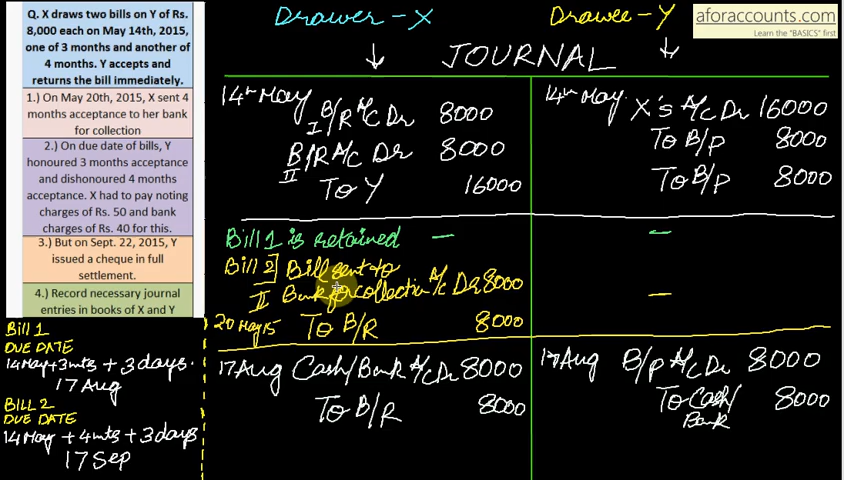 Q. X draws two bills on Y of Rs.
8,000 each on May 14th, 2015,
one of 3 months and another of
4 months. Y accepts and
returns the bill immediately.
1.) On May 20th, 2015, X sent 4
months acceptance to her bank
for collection
2.) On due date of bills, Y
honoured 3 months acceptance
and dishonoured 4 months
acceptance. X had to pay noting
charges of Rs. 50 and bank
charges of Rs. 40 for this.
3.) But on Sept. 22, 2015, Y
issued a cheque in full
settlement.
4.) Record necessary journal
entries in books of X and Y
Bill 1
DUE DATE
14 May + 3 mts + 3 days.
17 Aug
BILL 2
DUE DATE
14 May + 4 mts + 3 days
17 Sep
Drawer - X
Drawee - Y
aforaccounts.com
Learn the "BASICS" first
JOURNAL
14th May
B/R A/C Dr 8000
I
B/R A/C Dr 8000
II
To Y 16000
14th May.
X's A/C Dr 16000
To B/P 8000
To B/P 8000
Bill 1 is retained —
—
Bill 2] Bill sent to
II Bank for collection A/C Dr 8000
—
20 May 15 To B/R 8000
17 Aug Cash/Bank A/C Dr 8000
To B/R 8000
17 Aug B/P A/C Dr 8000
To Cash/ 8000
Bank